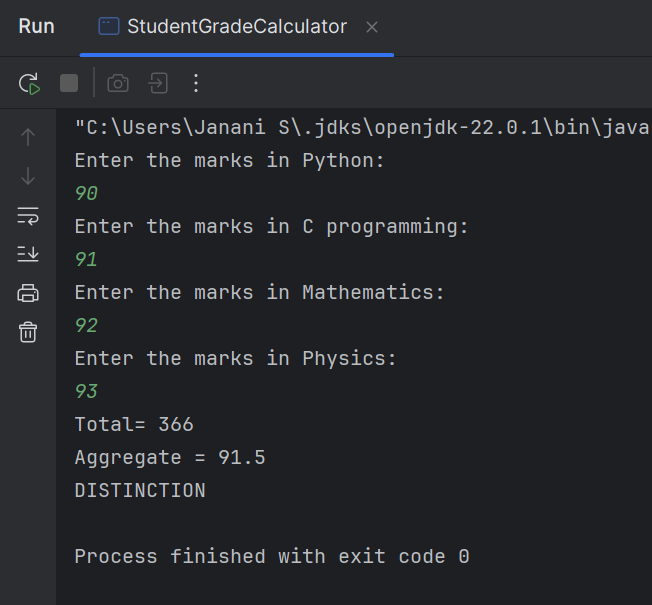 Run StudentGradeCalculator
"C:\Users\Janani S\.jdks\openjdk-22.0.1\bin\java
Enter the marks in Python:
90
Enter the marks in C programming:
91
Enter the marks in Mathematics:
92
Enter the marks in Physics:
93
Total= 366
Aggregate = 91.5
DISTINCTION
Process finished with exit code 0